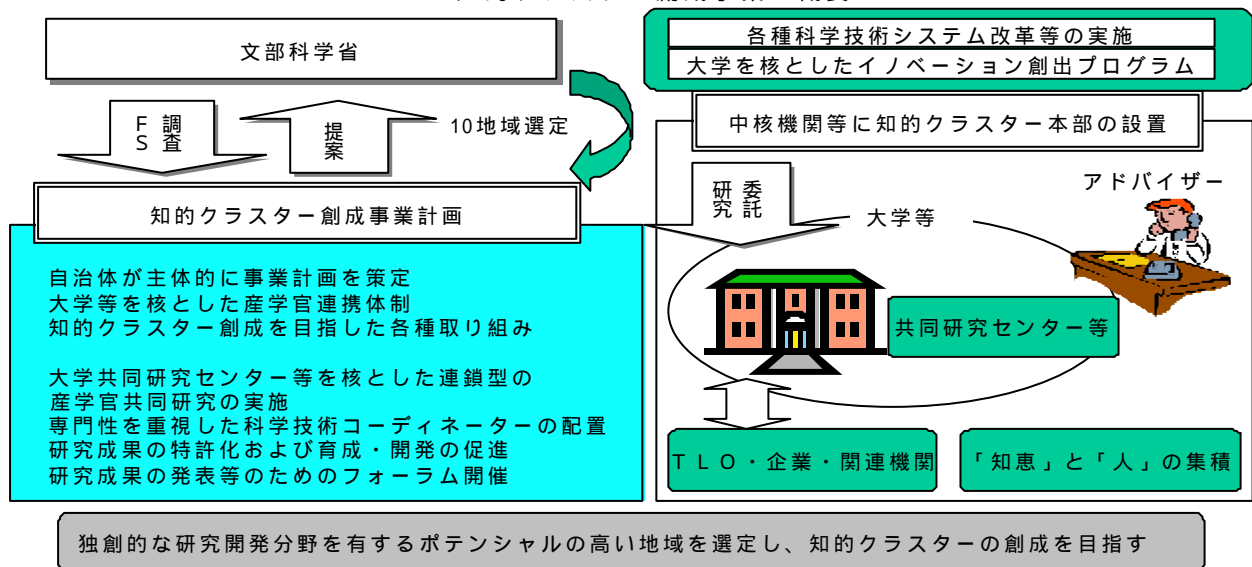 文部科学省
各種科学技術システム改革等の実施
大学を核としたイノベーション創出プログラム
FS調査
提案
10地域選定
中核機関等に知的クラスター本部の設置
知的クラスター創成事業計画
委託研究
大学等
アドバイザー
自治体が主体的に事業計画を策定
大学等を核とした産学官連携体制
知的クラスター創成を目指した各種取り組み
共同研究センター等
大学共同研究センター等を核とした連鎖型の
産学官共同研究の実施
専門性を重視した科学技術コーディネーターの配置
研究成果の特許化および育成・開発の促進
研究成果の発表等のためのフォーラム開催
TLO・企業・関連機関
「知恵」と「人」の集積
独創的な研究開発分野を有するポテンシャルの高い地域を選定し、知的クラスターの創成を目指す